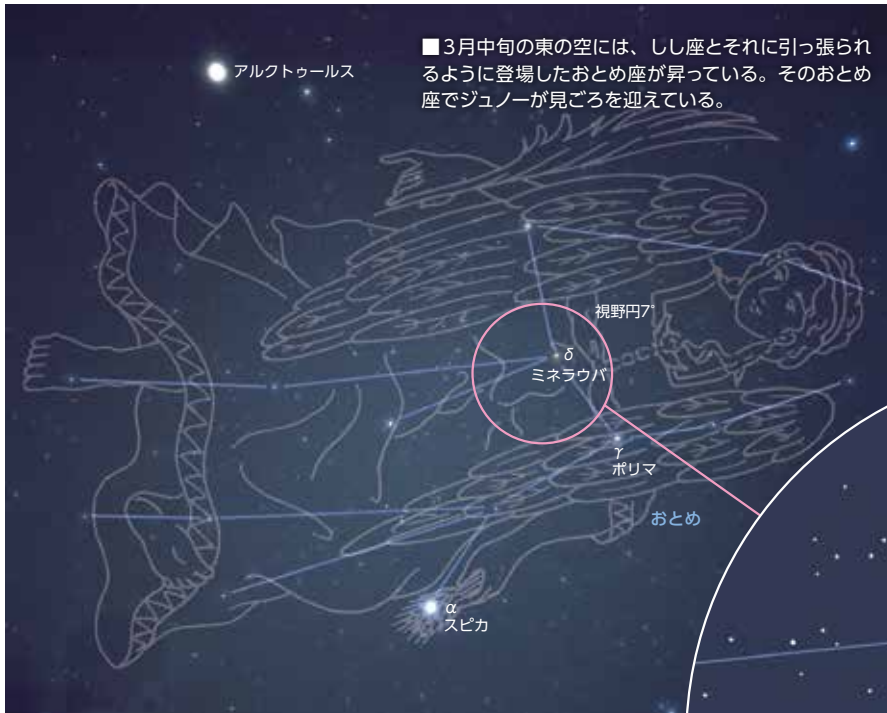 ■3月中旬の東の空には、しし座とそれに引っ張られ
るように登場したおとめ座が昇っている。そのおとめ
座でジュノーが見ごろを迎えている。
アルクトゥールス
視野円7°
δ
ミネラウバ
γ
ポリマ
おとめ
α
スピカ